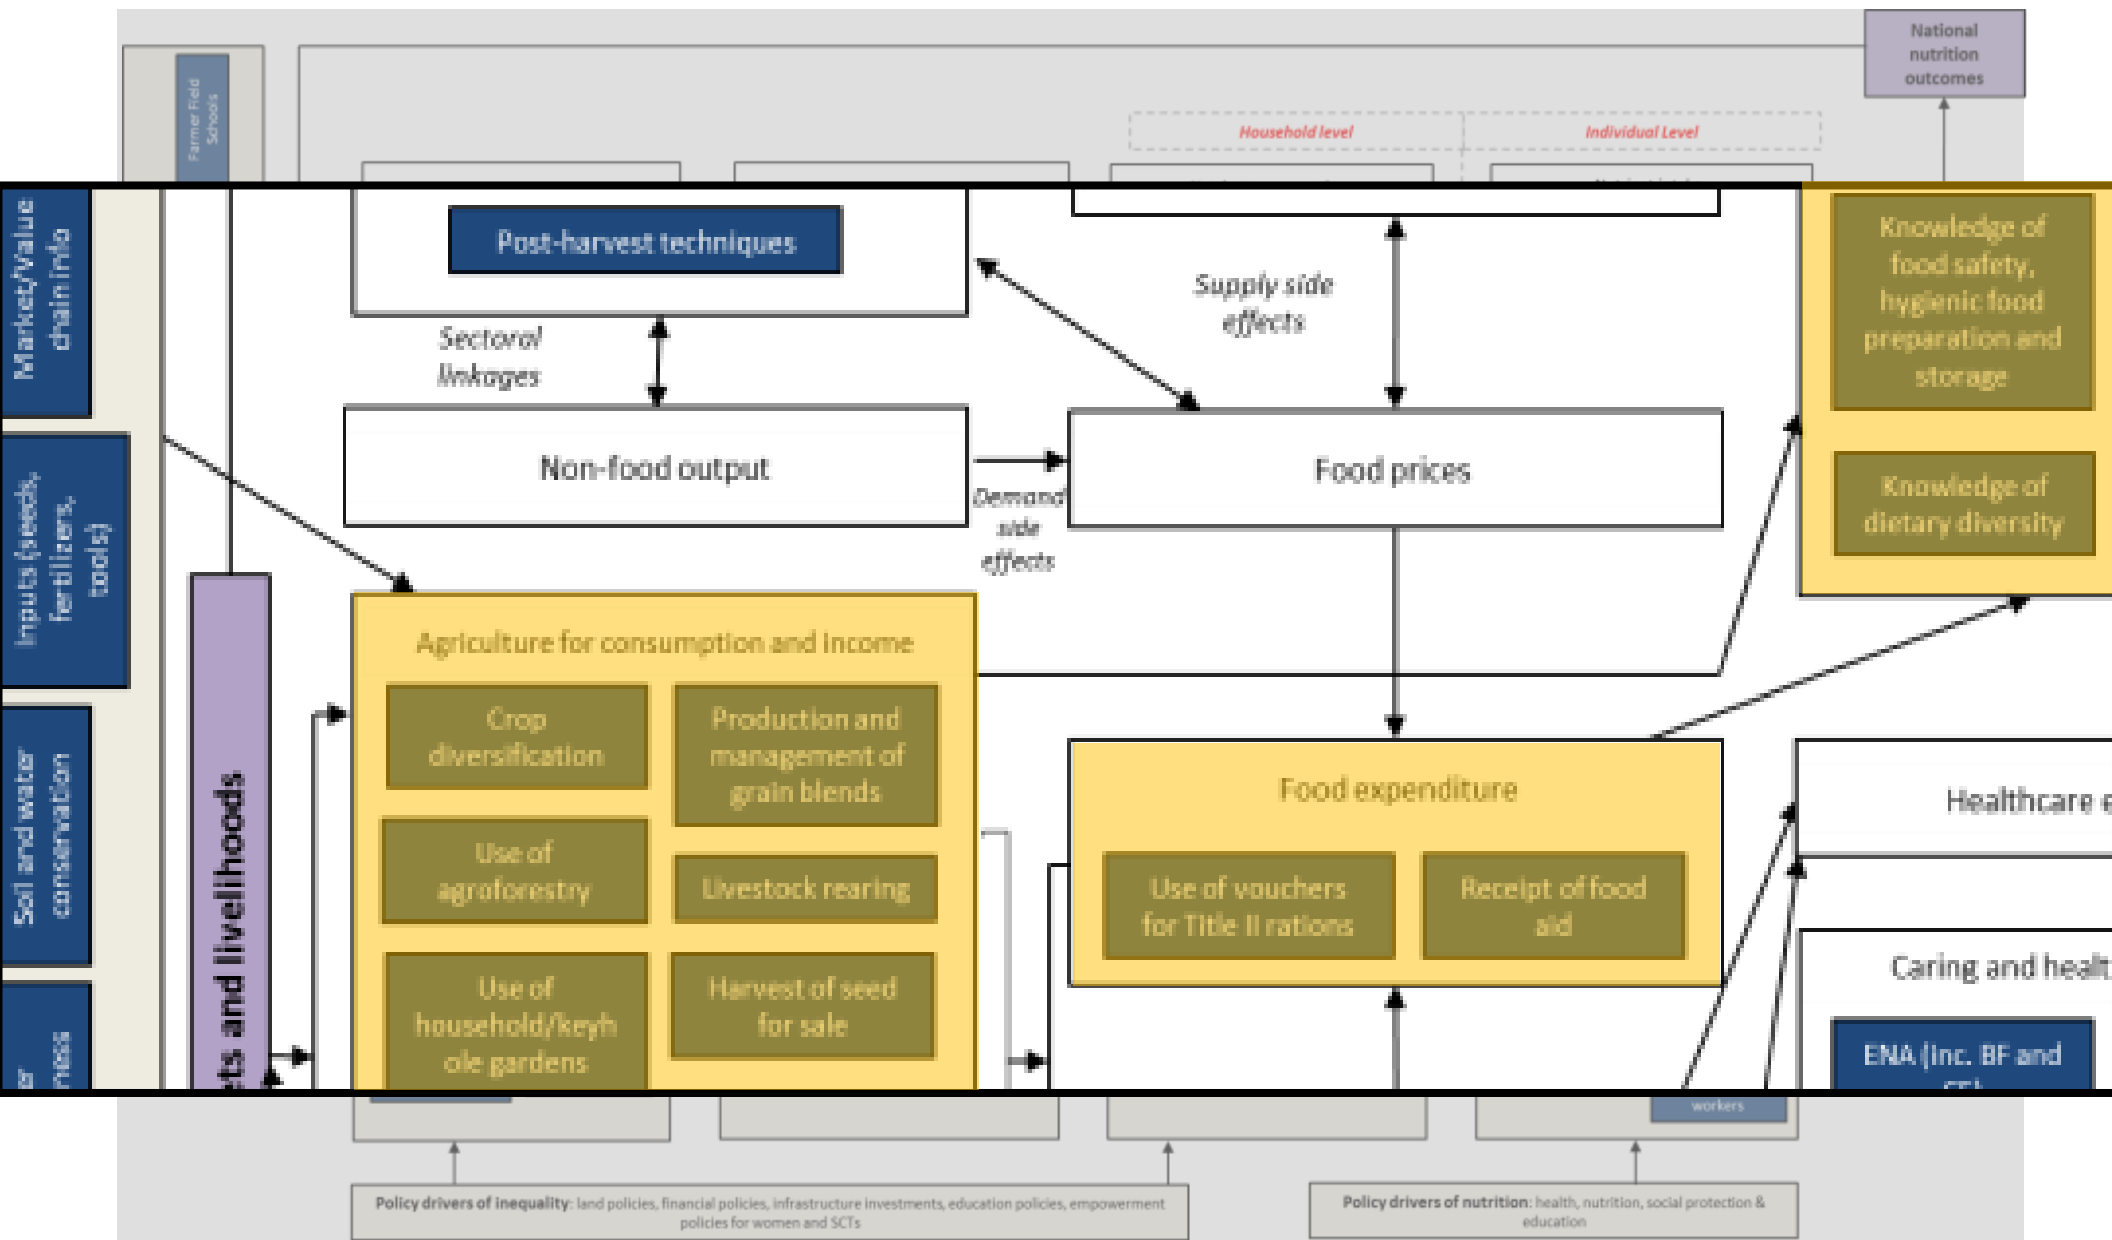 National
nutrition
outcomes
Farmer Field
Schools
Household level
Individual Level
Market/Value
chain info
Post-harvest techniques
Supply side
effects
Knowledge of
food safety,
hygienic food
preparation and
storage
Sectoral
linkages
Non-food output
Food prices
Demand
side
effects
Knowledge of
dietary diversity
Inputs (seeds,
fertilizers,
tools)
Agriculture for consumption and income
Crop
diversification
Production and
management of
grain blends
Soil and water
conservation
ets and livelihoods
Food expenditure
Healthcare e
Use of
agroforestry
Livestock rearing
Use of vouchers
for Title II rations
Receipt of food
aid
Use of
household/keyh
ole gardens
Harvest of seed
for sale
Caring and healt
ENA (inc. BF and
er
ness
workers
Policy drivers of inequality: land policies, financial policies, infrastructure investments, education policies, empowerment
policies for women and SCTs
Policy drivers of nutrition: health, nutrition, social protection &
education